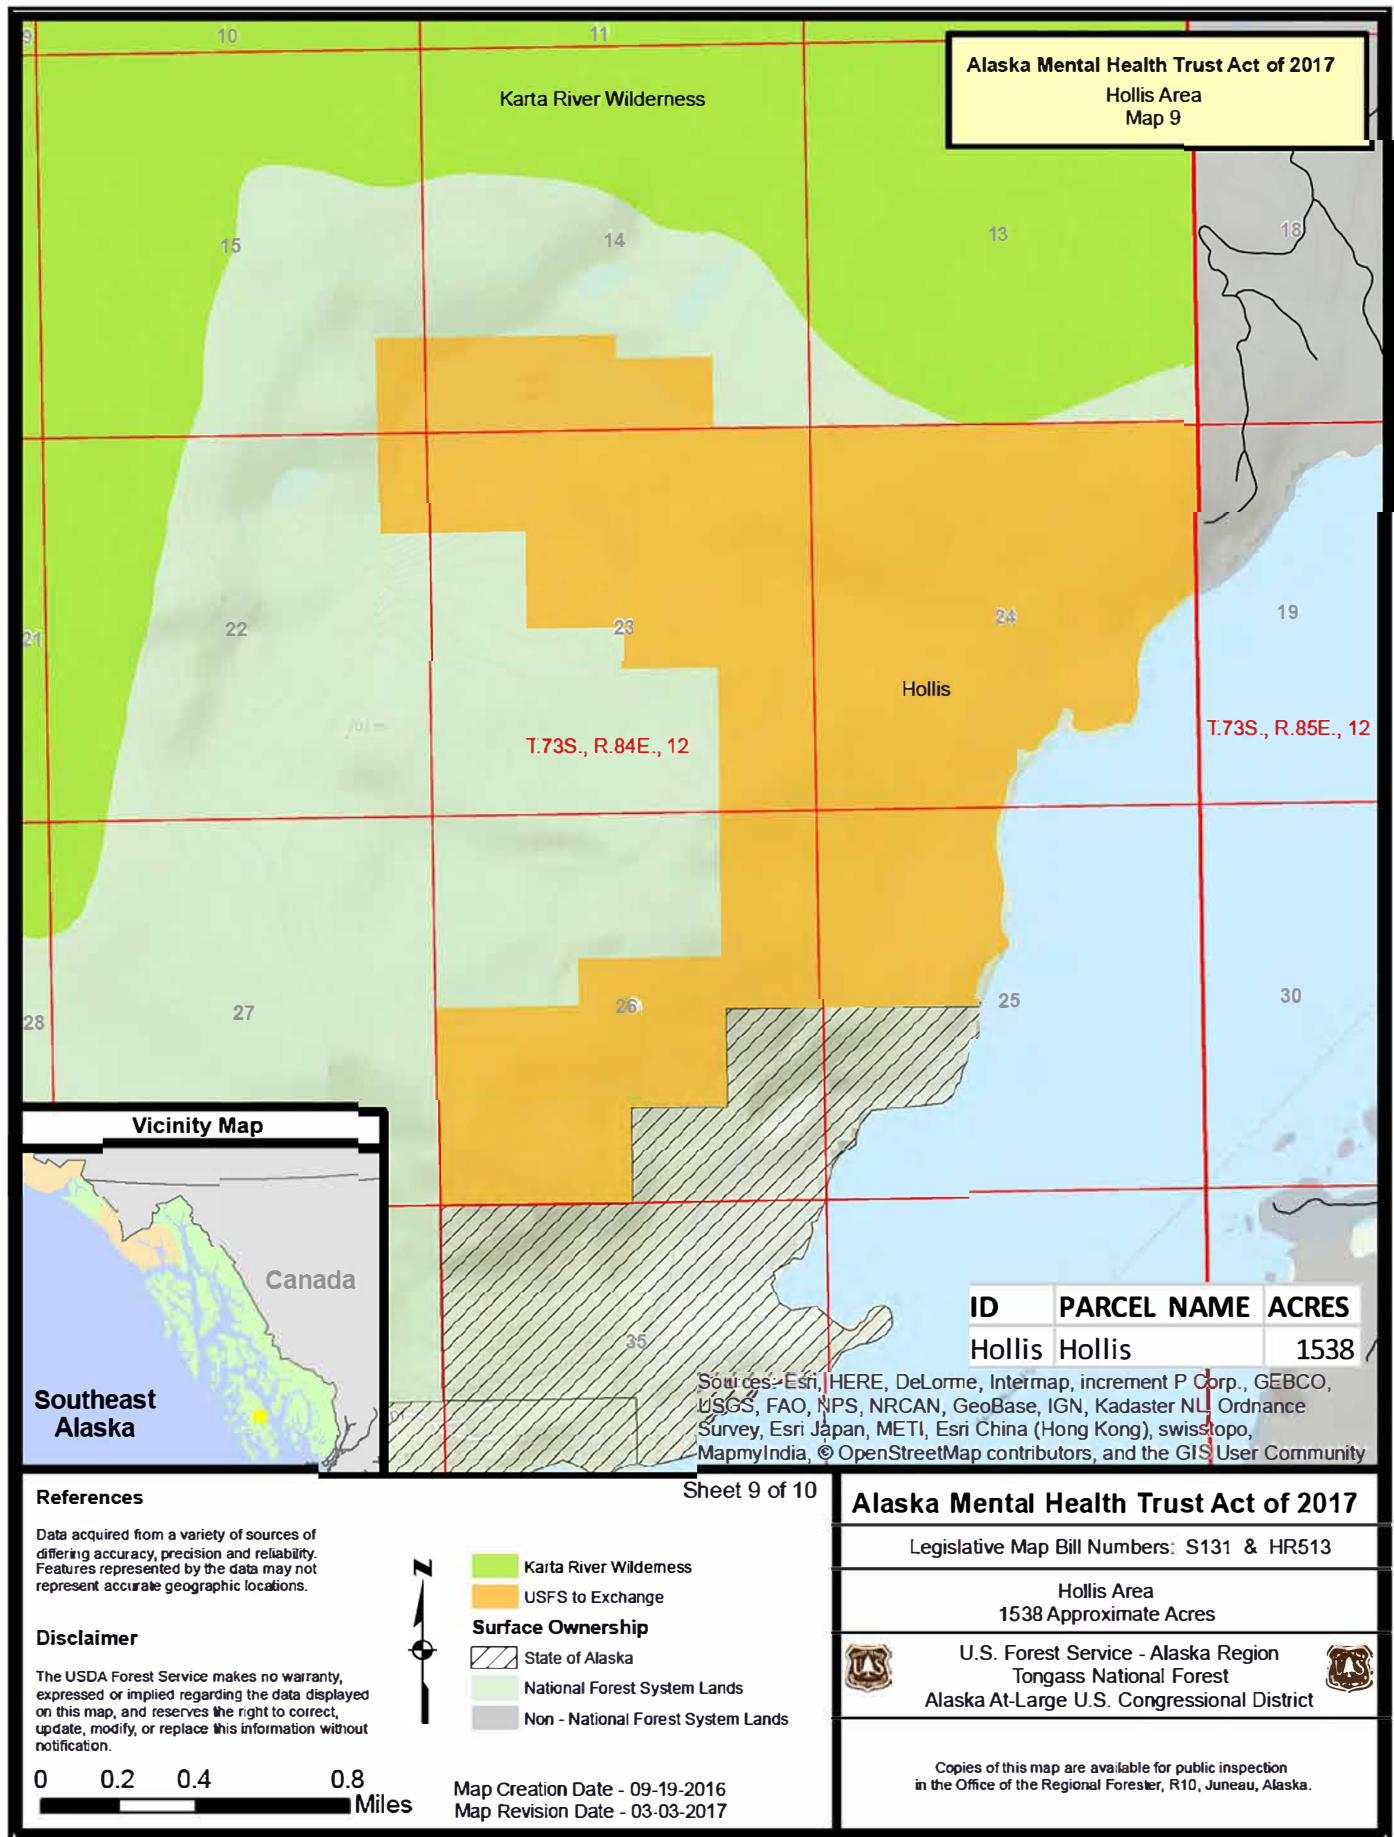 9
10
11
Alaska Mental Health Trust Act of 2017
Hollis Area
Map 9
Karta River Wilderness
15
14
13
18
21
22
23
24
19
Hollis
T.73S., R.84E., 12
T.73S., R.85E., 12
28
27
26
25
30
35
Vicinity Map
Canada
Southeast
Alaska
ID PARCEL NAME ACRES
Hollis Hollis 1538
Sources: Esri, HERE, DeLorme, Intermap, increment P Corp., GEBCO,
USGS, FAO, NPS, NRCAN, GeoBase, IGN, Kadaster NL, Ordnance
Survey, Esri Japan, METI, Esri China (Hong Kong), swisstopo,
MapmyIndia, © OpenStreetMap contributors, and the GIS User Community
References
Data acquired from a variety of sources of
differing accuracy, precision and reliability.
Features represented by the data may not
represent accurate geographic locations.
Disclaimer
The USDA Forest Service makes no warranty,
expressed or implied regarding the data displayed
on this map, and reserves the right to correct,
update, modify, or replace this information without
notification.
0 0.2 0.4 0.8
Miles
Sheet 9 of 10
N
Karta River Wilderness
USFS to Exchange
Surface Ownership
State of Alaska
National Forest System Lands
Non - National Forest System Lands
Map Creation Date - 09-19-2016
Map Revision Date - 03-03-2017
Alaska Mental Health Trust Act of 2017
Legislative Map Bill Numbers: S131 & HR513
Hollis Area
1538 Approximate Acres
U.S. Forest Service - Alaska Region
Tongass National Forest
Alaska At-Large U.S. Congressional District
UAS
UAS
Copies of this map are available for public inspection
in the Office of the Regional Forester, R10, Juneau, Alaska.